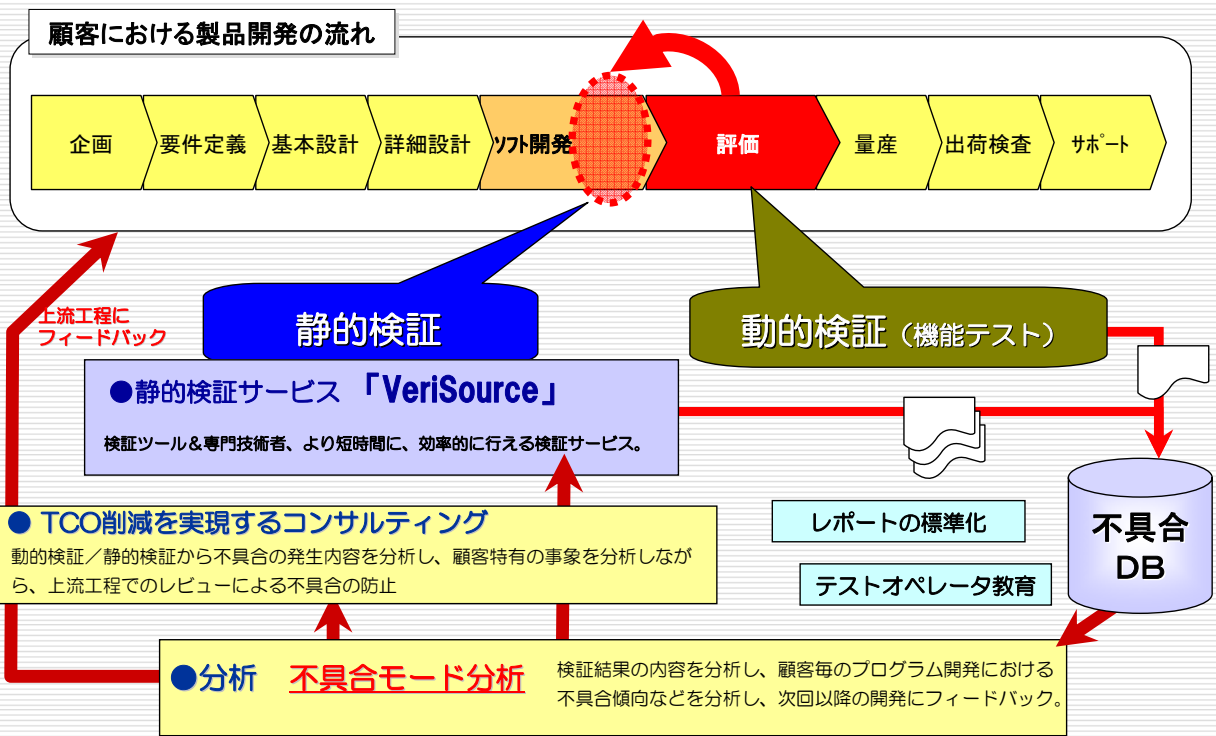 顧客における製品開発の流れ
企画
要件定義
基本設計
詳細設計
ｿﾌﾄ開発
評価
量産
出荷検査
ｻﾎﾟｰﾄ
上流工程に
フィードバック
静的検証
動的検証（機能テスト）
●静的検証サービス 「VeriSource」
検証ツール＆専門技術者、より短時間に、効率的に行える検証サービス。
● TCO削減を実現するコンサルティング
動的検証／静的検証から不具合の発生内容を分析し、顧客特有の事象を分析しなが
ら、上流工程でのレビューによる不具合の防止
レポートの標準化
テストオペレータ教育
不具合
DB
●分析 不具合モード分析
検証結果の内容を分析し、顧客毎のプログラム開発における
不具合傾向などを分析し、次回以降の開発にフィードバック。